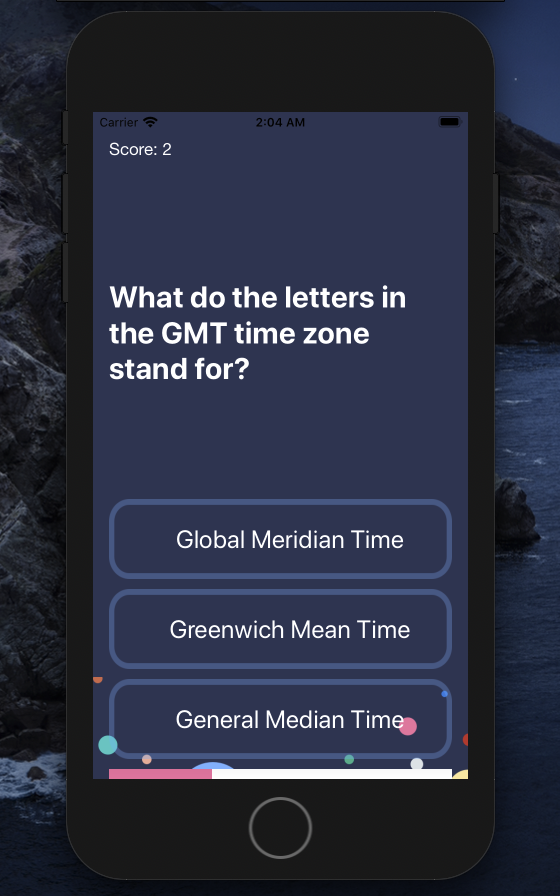 Carrier 2:04 AM
Score: 2
What do the letters in
the GMT time zone
stand for?
Global Meridian Time
Greenwich Mean Time
General Median Time